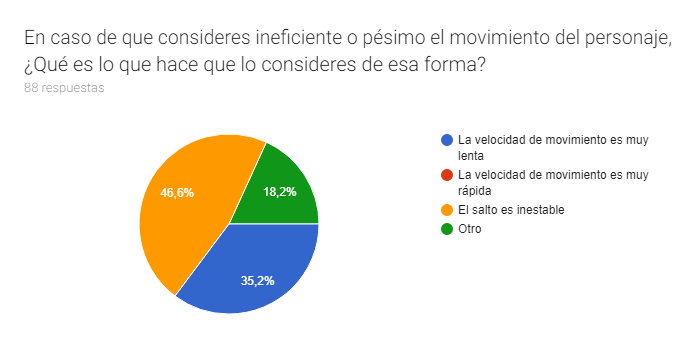 En caso de que consideres ineficiente o pésimo el movimiento del personaje,
¿Qué es lo que hace que lo consideres de esa forma?
88 respuestas
46,6%
18,2%
35,2%
La velocidad de movimiento es muy
lenta
La velocidad de movimiento es muy
rápida
El salto es inestable
Otro